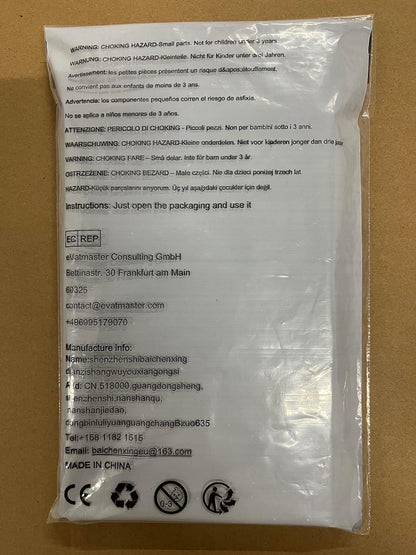 WARNING: CHOKING HAZARD-Small parts. Not for children under 3 years.
WARNING: CHOKING HAZARD-Kleinteile. Nicht für Kinder unter drei Jahren.
Avertissement: les petites pièces présentent un risque d&apos,étouffement.
Ne convient pas aux enfants de moins de 3 ans.
Advertencia: los componentes pequeños corren el riesgo de asfixia.
No se aplica a niños menores de 3 años.
ATTENZIONE: PERICOLO DI CHOKING - Piccoli pezzi. Non per bambini sotto i 3 anni.
WAARSCHUWING: CHOKING HAZARD-Kleine onderdelen. Niet voor kinderen jonger dan drie jaar
VARNING: CHOKING FARE – Små delar. Inte för barn under 3 år.
OSTRZEŻENIE: CHOKING BEZARD – Małe części. Nie dla dzieci poniżej trzech lat
HAZARD-Küçük parçalarını arıyorum. Üç yıl aşağıdaki çocuklar için değil.
Instructions: Just open the packaging and use it
EC REP
eVatmaster Consulting GmbH
Bettinastr. 30 Frankfurt am Main
60325
contact@evatmaster.com
+496995179070
Manufacture info:
Name:shenzhenshibaichenxing
dianzishangwuyouxiangongsi
Add: CN.518000.guangdongsheng,
shenzhenshi.nanshanqu,
nanshanjiedao,
dongbinluliyuanguangchangBzuo635
Tel:+158 1182 1515
Email: baichenxingeu@163.com
MADE IN CHINA
CE
0-3